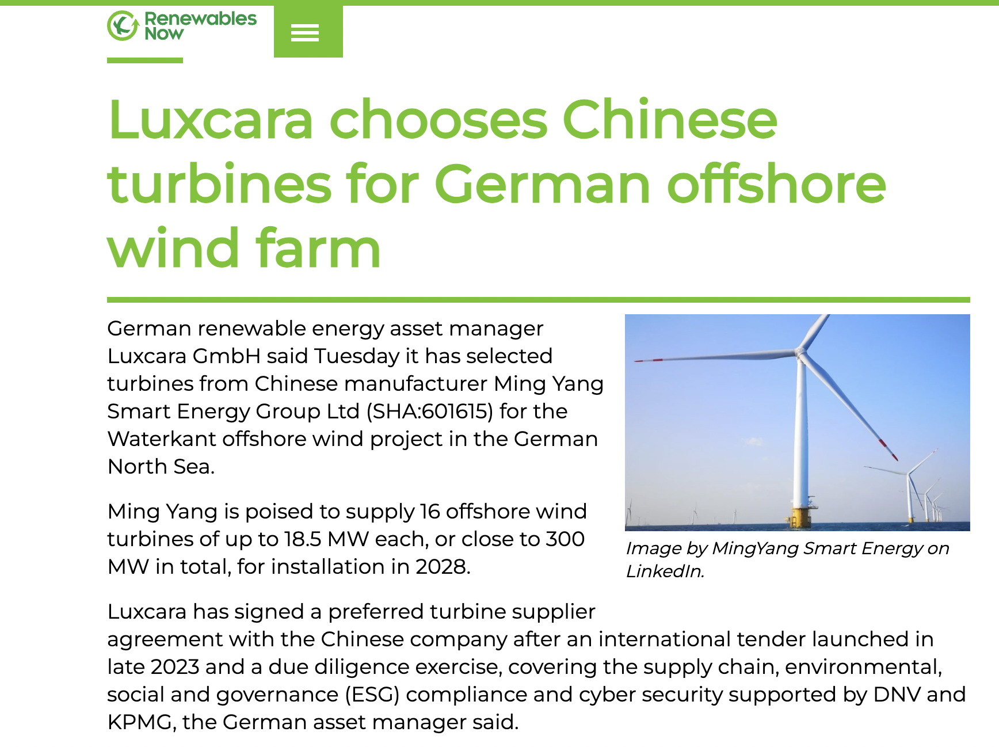 Renewables
Now
Luxcara chooses Chinese
turbines for German offshore
wind farm
German renewable energy asset manager
Luxcara GmbH said Tuesday it has selected
turbines from Chinese manufacturer Ming Yang
Smart Energy Group Ltd (SHA:601615) for the
Waterkant offshore wind project in the German
North Sea.
Image by MingYang Smart Energy on
LinkedIn.
Ming Yang is poised to supply 16 offshore wind
turbines of up to 18.5 MW each, or close to 300
MW in total, for installation in 2028.
Luxcara has signed a preferred turbine supplier
agreement with the Chinese company after an international tender launched in
late 2023 and a due diligence exercise, covering the supply chain, environmental,
social and governance (ESG) compliance and cyber security supported by DNV and
KPMG, the German asset manager said.